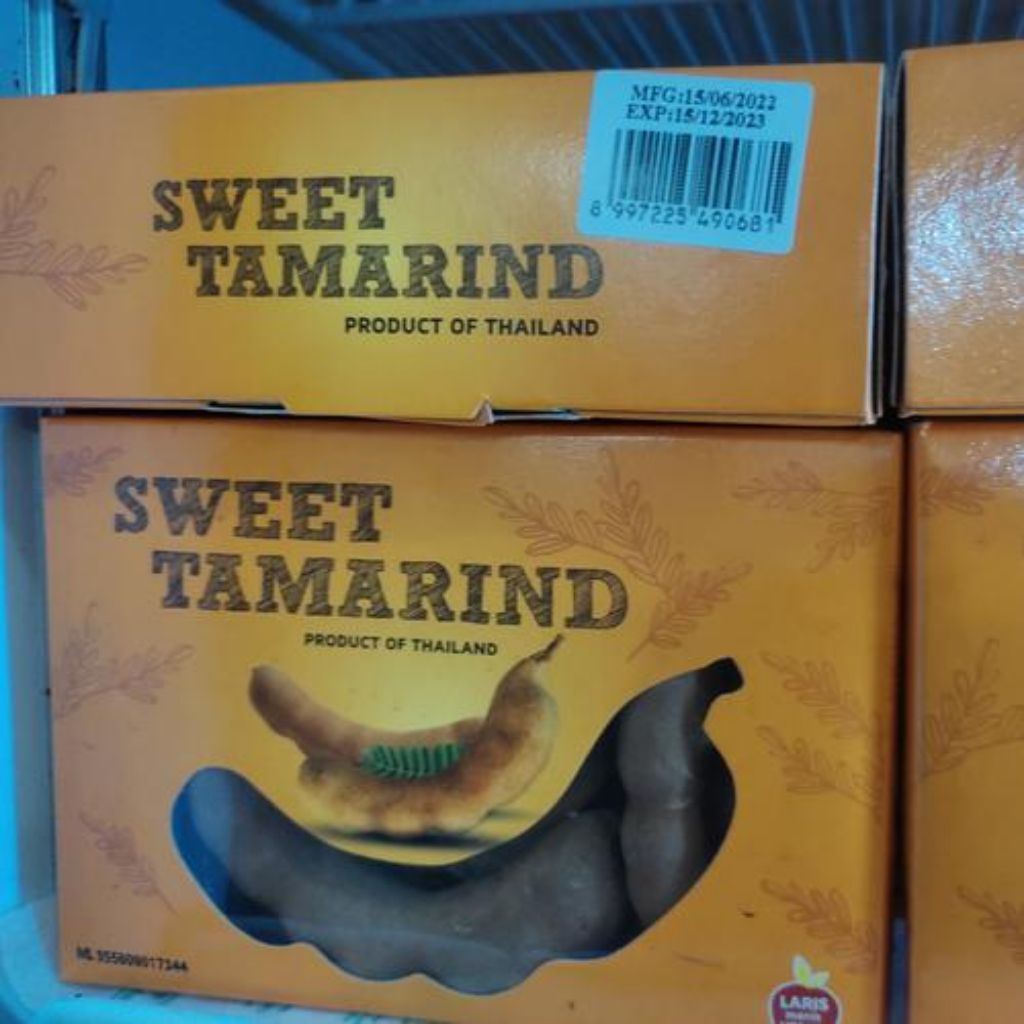 MFG:15/06/2022
EXP:15/12/2023
8 997225 490681
SWEET
TAMARIND
PRODUCT OF THAILAND
SWEET
TAMARIND
PRODUCT OF THAILAND
LARIS
manis